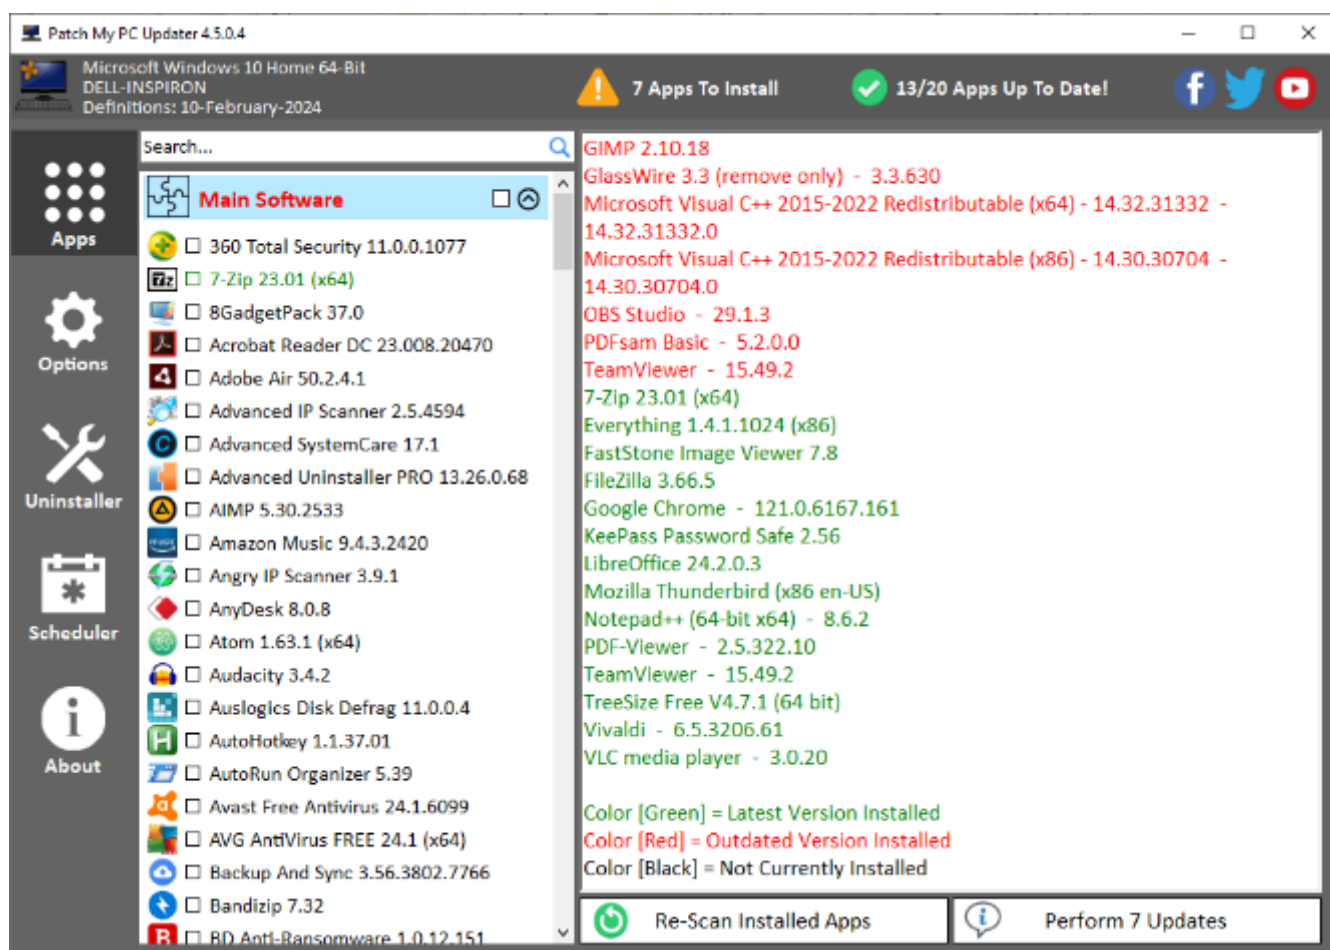 Patch My PC Updater 4.5.0.4
Microsoft Windows 10 Home 64-Bit
DELL-INSPIRON
Definitions: 10-February-2024
7 Apps To Install
13/20 Apps Up To Date!
Apps
Options
Uninstaller
Scheduler
About
Search...
Main Software
360 Total Security 11.0.0.1077
7-Zip 23.01 (x64)
8GadgetPack 37.0
Acrobat Reader DC 23.008.20470
Adobe Air 50.2.4.1
Advanced IP Scanner 2.5.4594
Advanced SystemCare 17.1
Advanced Uninstaller PRO 13.26.0.68
AIMP 5.30.2533
Amazon Music 9.4.3.2420
Angry IP Scanner 3.9.1
AnyDesk 8.0.8
Atom 1.63.1 (x64)
Audacity 3.4.2
Auslogics Disk Defrag 11.0.0.4
AutoHotkey 1.1.37.01
AutoRun Organizer 5.39
Avast Free Antivirus 24.1.6099
AVG AntiVirus FREE 24.1 (x64)
Backup And Sync 3.56.3802.7766
Bandizip 7.32
BD Anti-Ransomware 1.0.12.151
GIMP 2.10.18
GlassWire 3.3 (remove only) - 3.3.630
Microsoft Visual C++ 2015-2022 Redistributable (x64) - 14.32.31332 -
14.32.31332.0
Microsoft Visual C++ 2015-2022 Redistributable (x86) - 14.30.30704 -
14.30.30704.0
OBS Studio - 29.1.3
PDFsam Basic - 5.2.0.0
TeamViewer - 15.49.2
7-Zip 23.01 (x64)
Everything 1.4.1.1024 (x86)
FastStone Image Viewer 7.8
FileZilla 3.66.5
Google Chrome - 121.0.6167.161
KeePass Password Safe 2.56
LibreOffice 24.2.0.3
Mozilla Thunderbird (x86 en-US)
Notepad++ (64-bit x64) - 8.6.2
PDF-Viewer - 2.5.322.10
TeamViewer - 15.49.2
TreeSize Free V4.7.1 (64 bit)
Vivaldi - 6.5.3206.61
VLC media player - 3.0.20
Color [Green] = Latest Version Installed
Color [Red] = Outdated Version Installed
Color [Black] = Not Currently Installed
Re-Scan Installed Apps
Perform 7 Updates